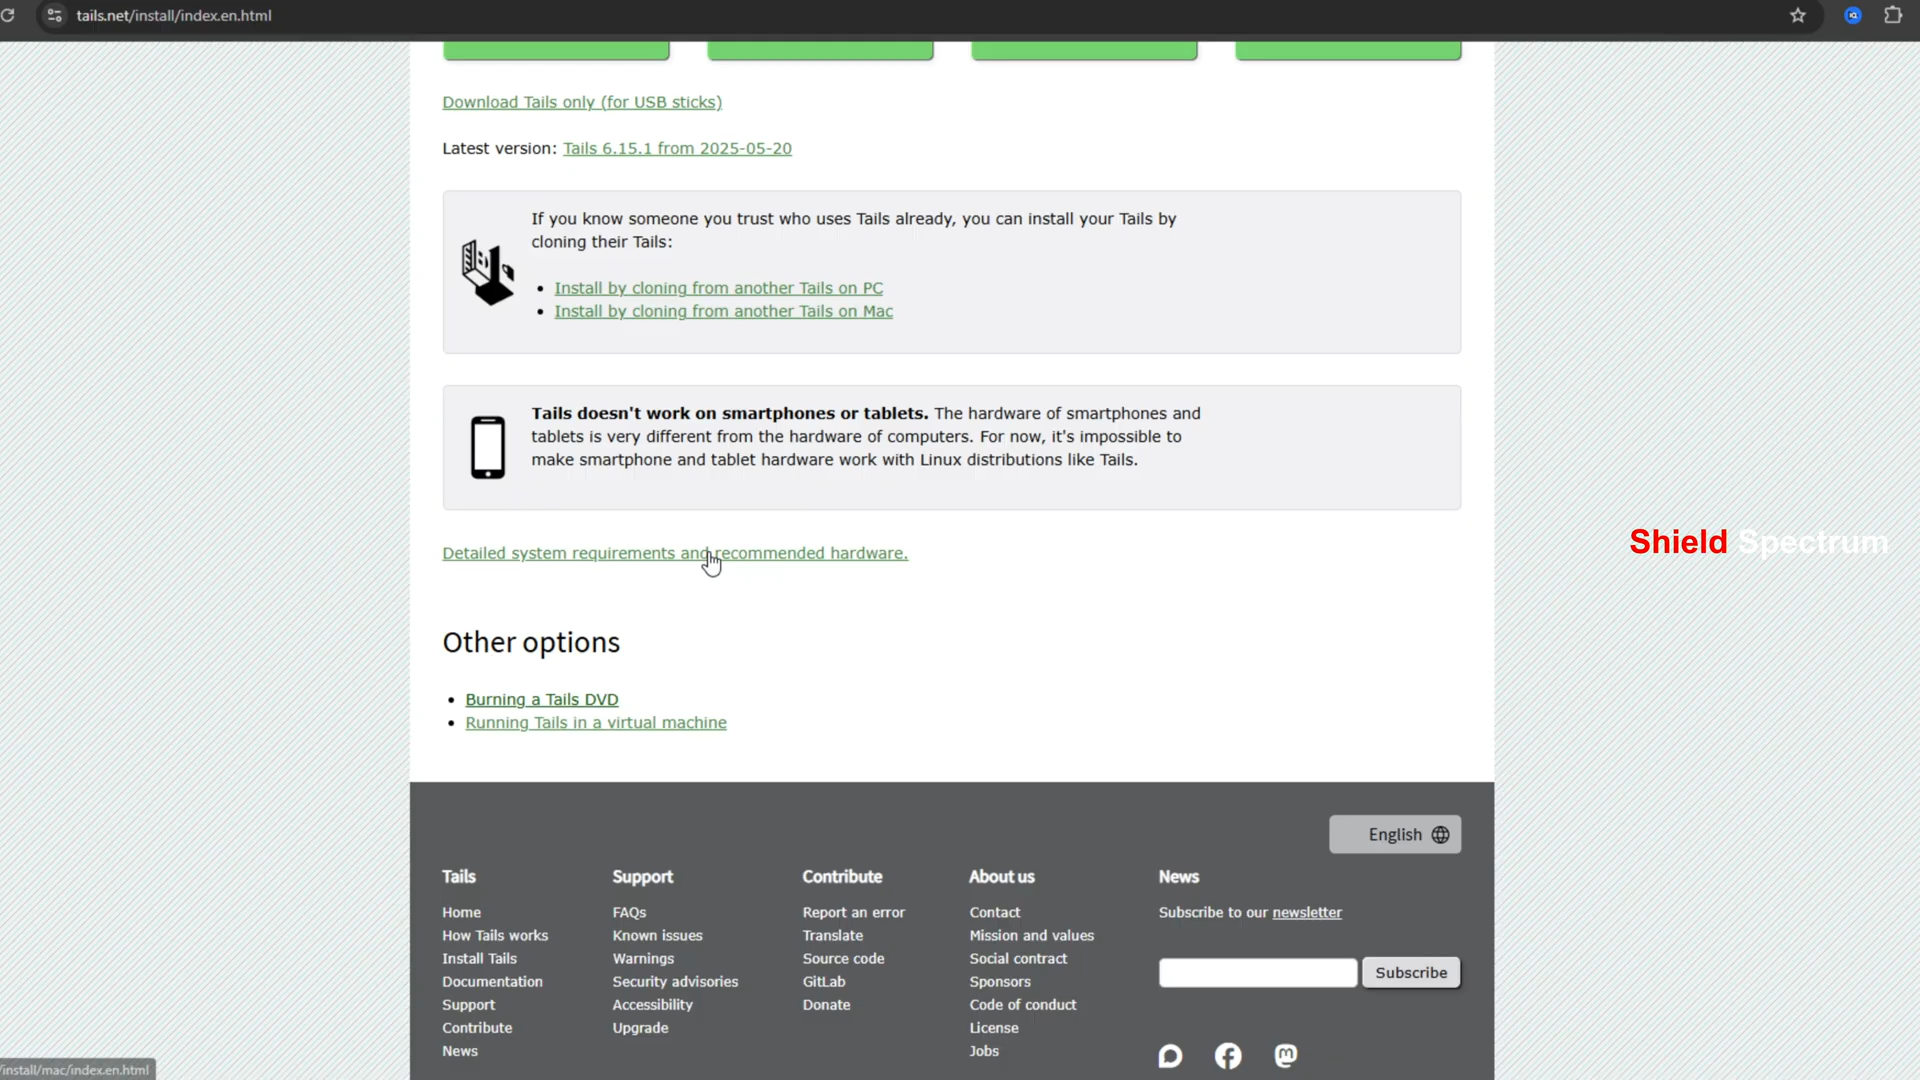 tails.net/install/index.en.html
Download Tails only (for USB sticks)
Latest version: Tails 6.15.1 from 2025-05-20
If you know someone you trust who uses Tails already, you can install your Tails by
cloning their Tails:
• Install by cloning from another Tails on PC
• Install by cloning from another Tails on Mac
Tails doesn't work on smartphones or tablets. The hardware of smartphones and
tablets is very different from the hardware of computers. For now, it's impossible to
make smartphone and tablet hardware work with Linux distributions like Tails.
Shield Spectrum
Detailed system requirements and recommended hardware.
Other options
• Burning a Tails DVD
• Running Tails in a virtual machine
English
Tails
Home
How Tails works
Install Tails
Documentation
Support
Contribute
News
Support
FAQs
Known issues
Warnings
Security advisories
Accessibility
Upgrade
Contribute
Report an error
Translate
Source code
GitLab
Donate
About us
Contact
Mission and values
Social contract
Sponsors
Code of conduct
License
Jobs
News
Subscribe to our newsletter
Subscribe
/install/mac/index.en.html